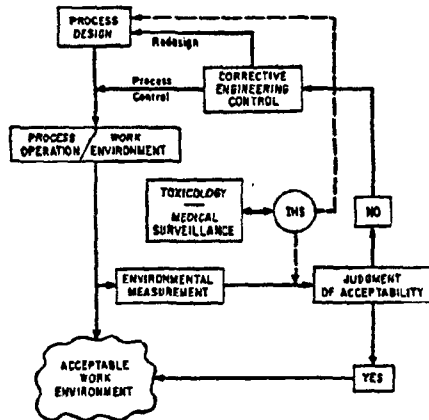 PROCESS
DESIGN
Redesign
Process
Control
CORRECTIVE
ENGINEERING
CONTROL
PROCESS / WORK
OPERATION / ENVIRONMENT
TOXICOLOGY
MEDICAL
SURVEILLANCE
IHS
NO
ENVIRONMENTAL
MEASUREMENT
JUDGMENT
OF ACCEPTABILITY
ACCEPTABLE
WORK
ENVIRONMENT
YES